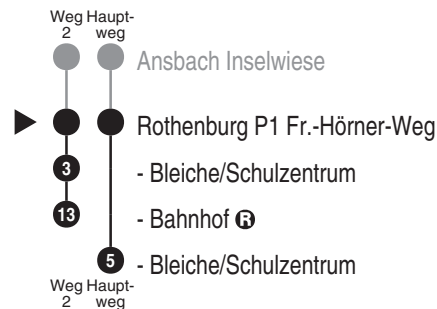 Weg Haupt-
2 weg
Ansbach Inselwiese
Rothenburg P1 Fr.-Hörner-Weg
3 - Bleiche/Schulzentrum
13 - Bahnhof R
5 - Bleiche/Schulzentrum
Weg Haupt-
2 weg